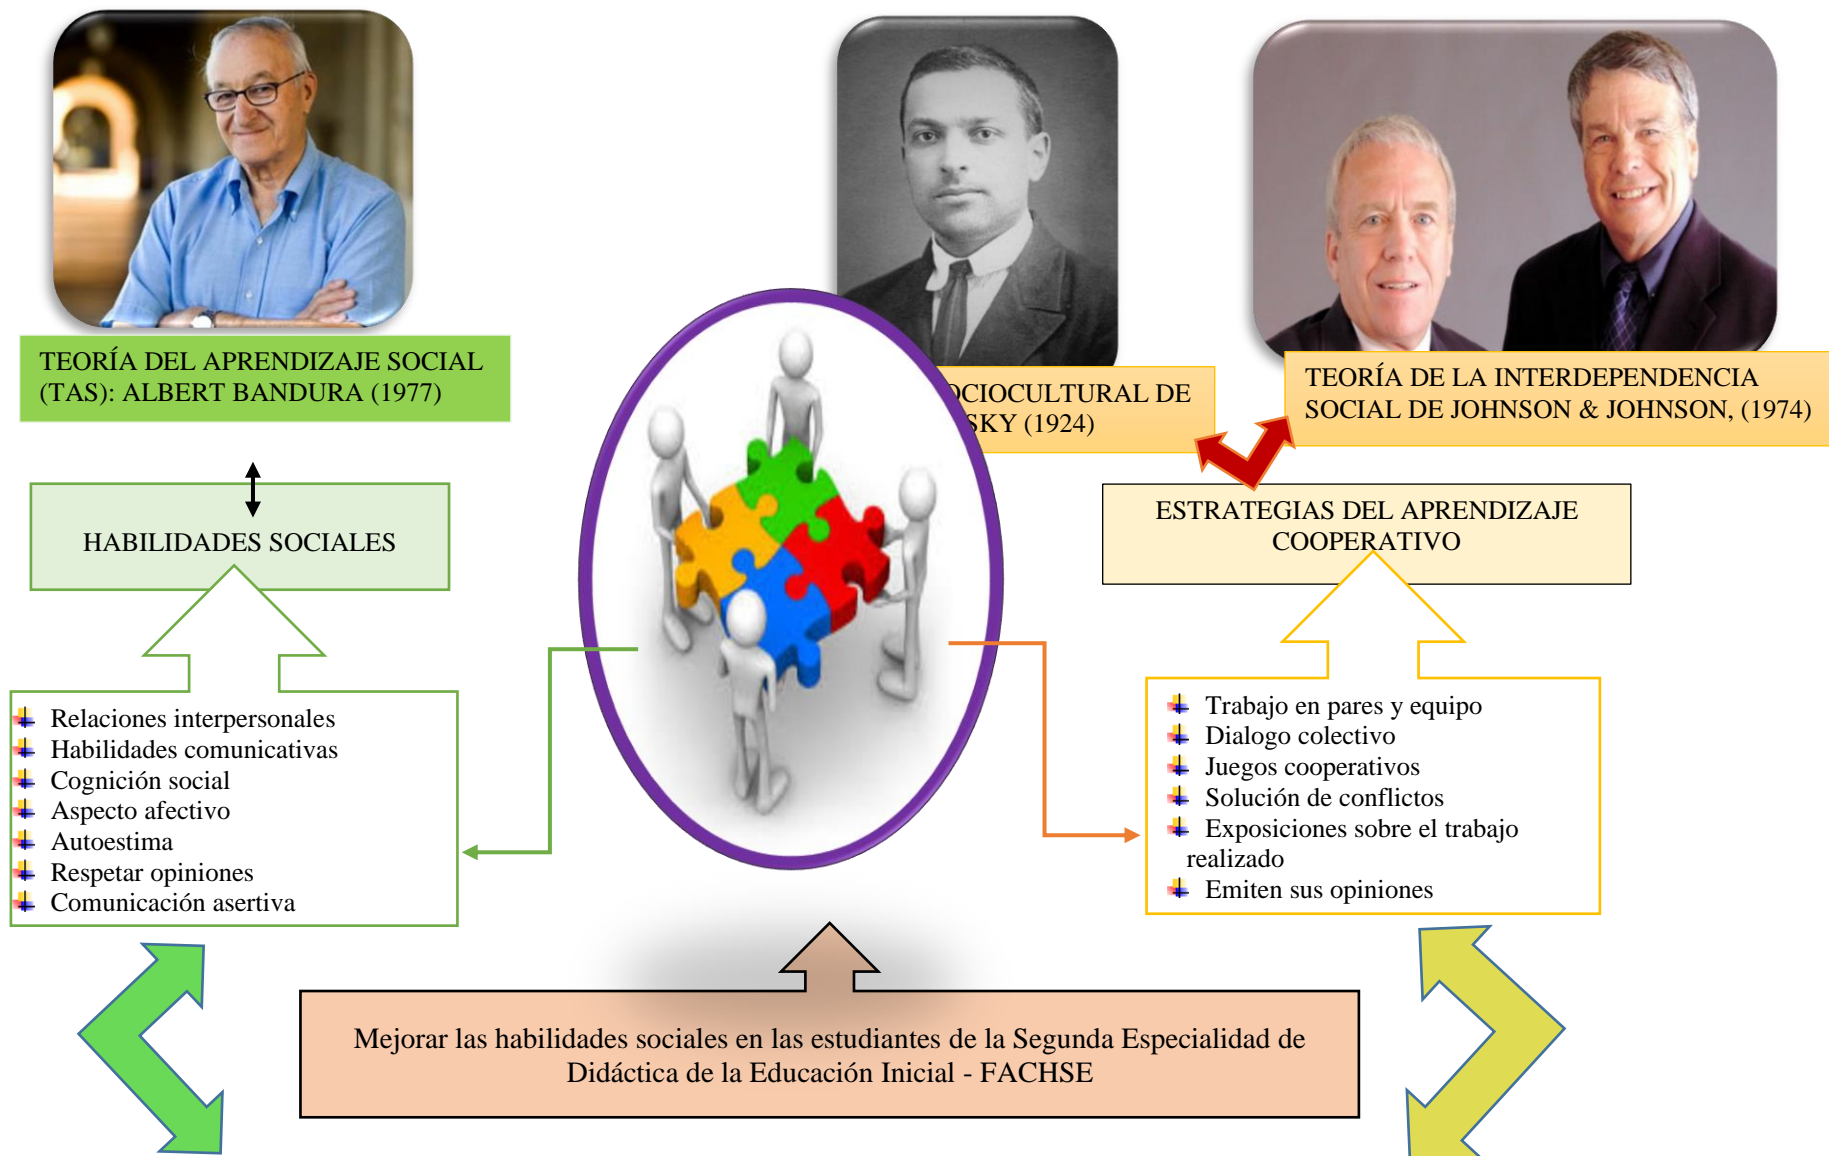 TEORÍA DEL APRENDIZAJE SOCIAL
(TAS): ALBERT BANDURA (1977)
OCIOCULTURAL DE
SKY (1924)
TEORÍA DE LA INTERDEPENDENCIA
SOCIAL DE JOHNSON & JOHNSON, (1974)
HABILIDADES SOCIALES
ESTRATEGIAS DEL APRENDIZAJE
COOPERATIVO
Relaciones interpersonales
Habilidades comunicativas
Cognición social
Aspecto afectivo
Autoestima
Respetar opiniones
Comunicación asertiva
Trabajo en pares y equipo
Dialogo colectivo
Juegos cooperativos
Solución de conflictos
Exposiciones sobre el trabajo
realizado
Emiten sus opiniones
Mejorar las habilidades sociales en las estudiantes de la Segunda Especialidad de
Didáctica de la Educación Inicial - FACHSE